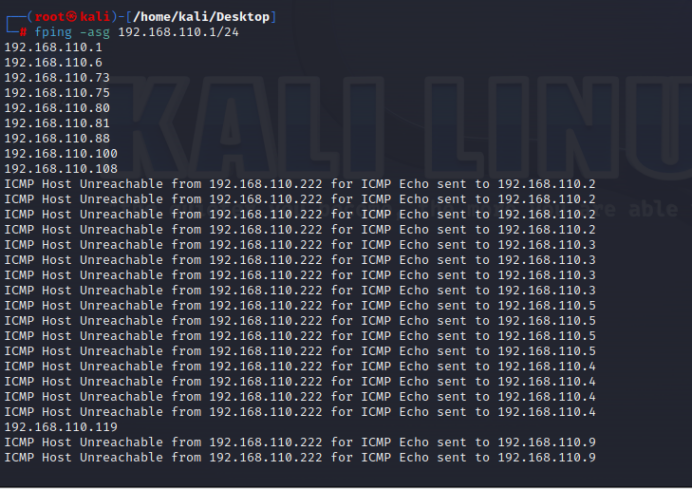 ┌──(root㉿kali)-[/home/kali/Desktop]
└─# fping -asg 192.168.110.1/24
192.168.110.1
192.168.110.6
192.168.110.73
192.168.110.75
192.168.110.80
192.168.110.81
192.168.110.88
192.168.110.100
192.168.110.108
KALI LINU
ICMP Host Unreachable from 192.168.110.222 for ICMP Echo sent to 192.168.110.2
ICMP Host Unreachable from 192.168.110.222 for ICMP Echo sent to 192.168.110.2
ICMP Host Unreachable from 192.168.110.222 for ICMP Echo sent to 192.168.110.2
able
ICMP Host Unreachable from 192.168.110.222 for ICMP Echo sent to 192.168.110.2
ICMP Host Unreachable from 192.168.110.222 for ICMP Echo sent to 192.168.110.3
ICMP Host Unreachable from 192.168.110.222 for ICMP Echo sent to 192.168.110.3
ICMP Host Unreachable from 192.168.110.222 for ICMP Echo sent to 192.168.110.3
ICMP Host Unreachable from 192.168.110.222 for ICMP Echo sent to 192.168.110.3
ICMP Host Unreachable from 192.168.110.222 for ICMP Echo sent to 192.168.110.5
ICMP Host Unreachable from 192.168.110.222 for ICMP Echo sent to 192.168.110.5
ICMP Host Unreachable from 192.168.110.222 for ICMP Echo sent to 192.168.110.5
ICMP Host Unreachable from 192.168.110.222 for ICMP Echo sent to 192.168.110.5
ICMP Host Unreachable from 192.168.110.222 for ICMP Echo sent to 192.168.110.4
ICMP Host Unreachable from 192.168.110.222 for ICMP Echo sent to 192.168.110.4
ICMP Host Unreachable from 192.168.110.222 for ICMP Echo sent to 192.168.110.4
ICMP Host Unreachable from 192.168.110.222 for ICMP Echo sent to 192.168.110.4
192.168.110.119
ICMP Host Unreachable from 192.168.110.222 for ICMP Echo sent to 192.168.110.9
ICMP Host Unreachable from 192.168.110.222 for ICMP Echo sent to 192.168.110.9